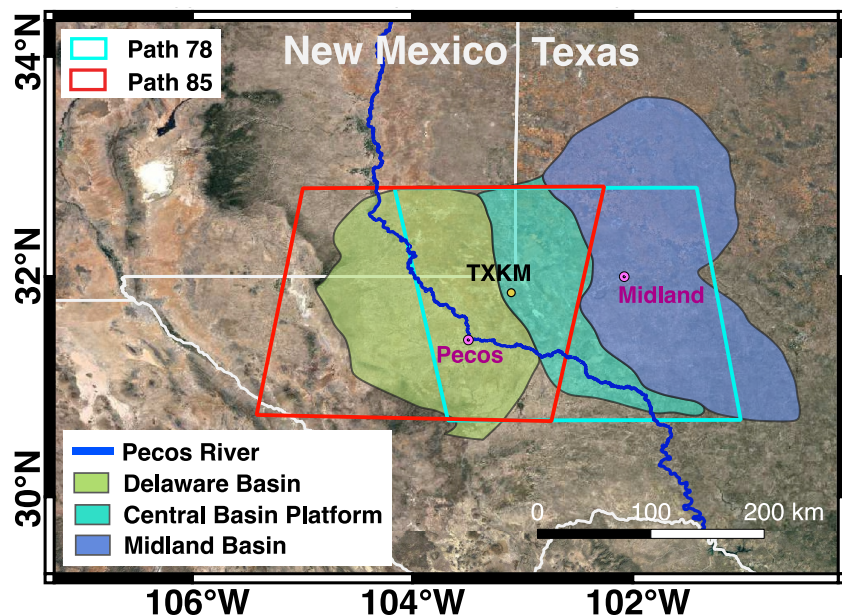 New Mexico Texas
Path 78
Path 85
34°N
32°N
30°N
TXKM
Midland
Pecos
Pecos River
Delaware Basin
Central Basin Platform
Midland Basin
0 100 200 km
106°W 104°W 102°W